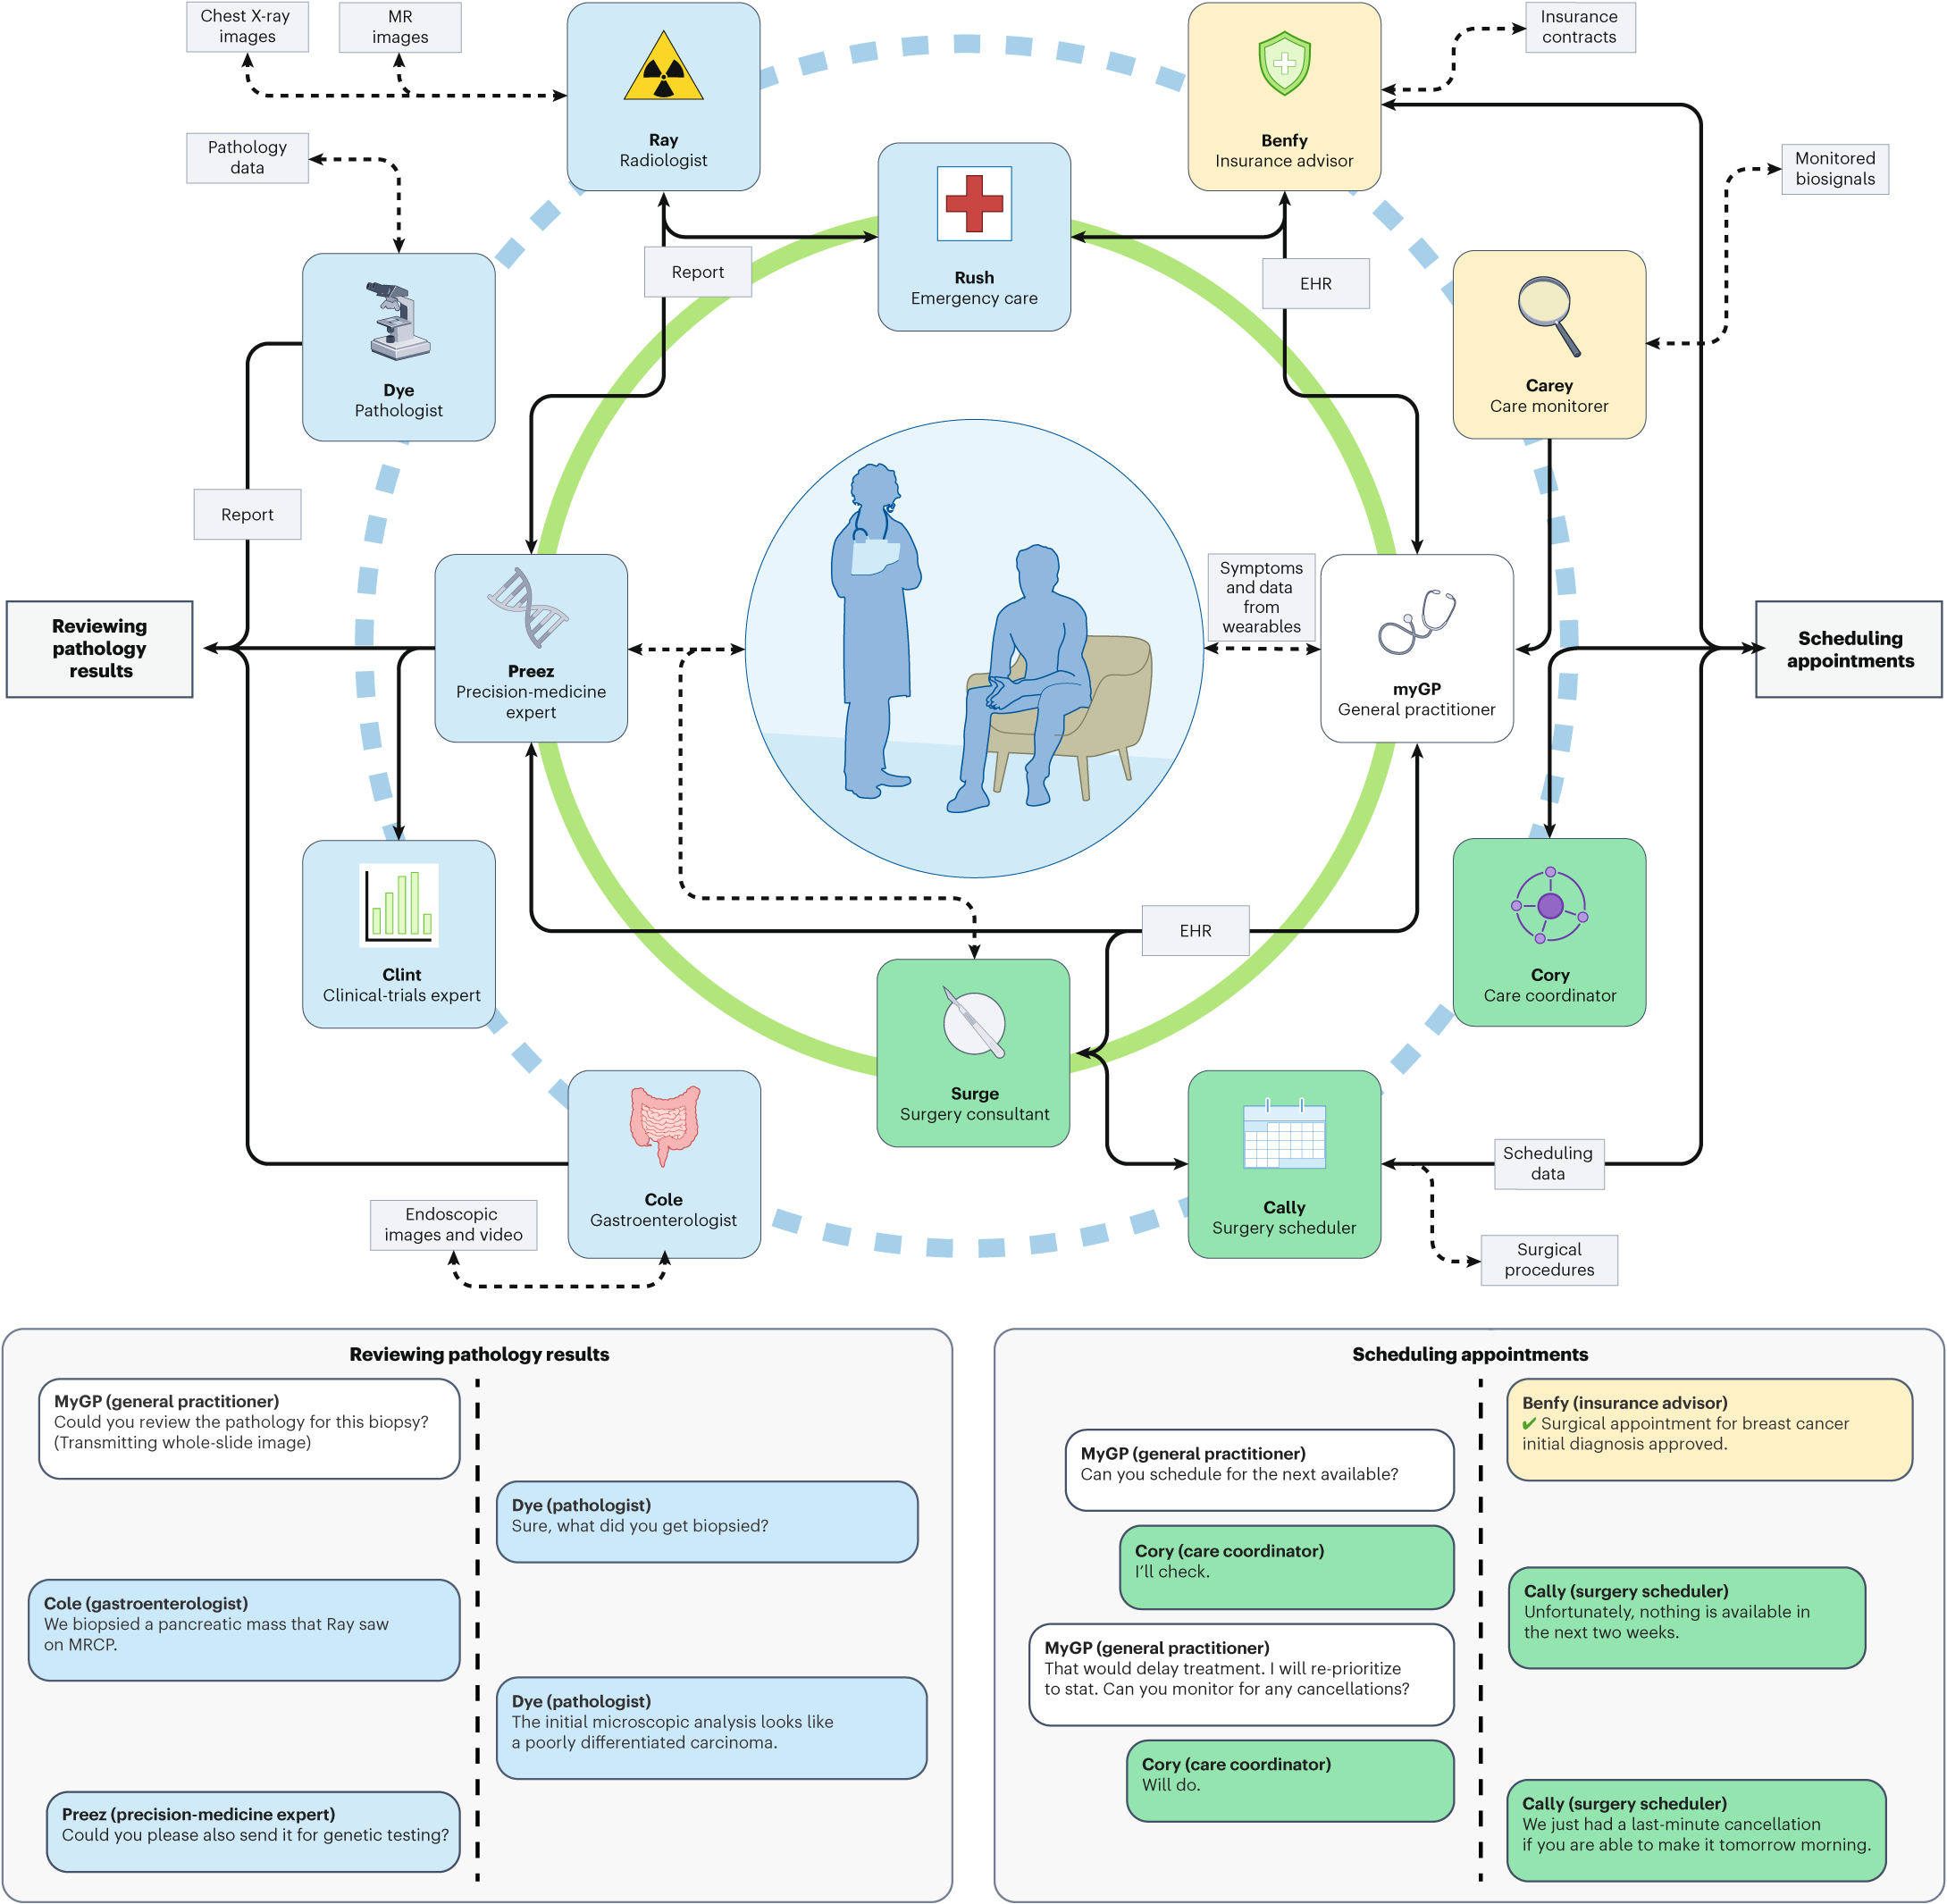 Chest X-ray
images
MR
images
Ray
Radiologist
Benfy
Insurance advisor
Insurance
contracts
Pathology
data
Monitored
biosignals
Report
Rush
Emergency care
EHR
Dye
Pathologist
Carey
Care monitorer
Report
Symptoms
and data
from
wearables
Reviewing
pathology
results
Preez
Precision-medicine
expert
myGP
General practitioner
Scheduling
appointments
EHR
Clint
Clinical-trials expert
Cory
Care coordinator
Surge
Surgery consultant
Cole
Gastroenterologist
Cally
Surgery scheduler
Scheduling
data
Endoscopic
images and video
Surgical
procedures
Reviewing pathology results
MyGP (general practitioner)
Could you review the pathology for this biopsy?
(Transmitting whole-slide image)
Dye (pathologist)
Sure, what did you get biopsied?
Cole (gastroenterologist)
We biopsied a pancreatic mass that Ray saw
on MRCP.
Dye (pathologist)
The initial microscopic analysis looks like
a poorly differentiated carcinoma.
Preez (precision-medicine expert)
Could you please also send it for genetic testing?
Scheduling appointments
Benfy (insurance advisor)
✔ Surgical appointment for breast cancer
initial diagnosis approved.
MyGP (general practitioner)
Can you schedule for the next available?
Cory (care coordinator)
I'll check.
Cally (surgery scheduler)
Unfortunately, nothing is available in
the next two weeks.
MyGP (general practitioner)
That would delay treatment. I will re-prioritize
to stat. Can you monitor for any cancellations?
Cory (care coordinator)
Will do.
Cally (surgery scheduler)
We just had a last-minute cancellation
if you are able to make it tomorrow morning.